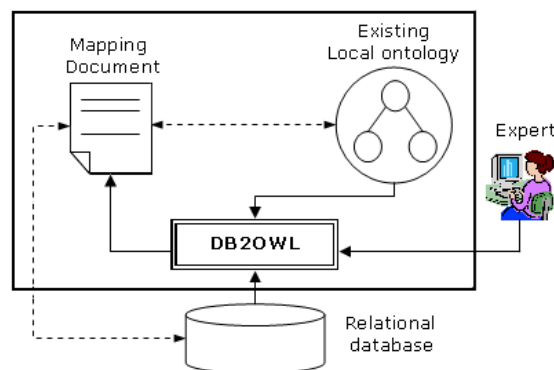 Mapping
Document
Existing
Local ontology
Expert
DB2OWL
Relational
database